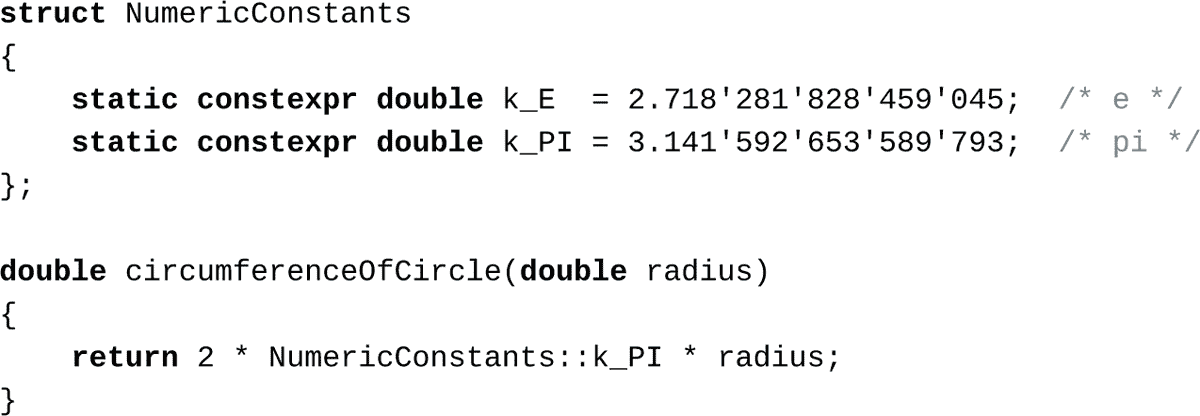 struct NumericConstants
{
    static constexpr double k_E  = 2.718'281'828'459'045;  /* e */
    static constexpr double k_PI = 3.141'592'653'589'793;  /* pi */
};

double circumferenceOfCircle(double radius)
{
    return 2 * NumericConstants::k_PI * radius;
}